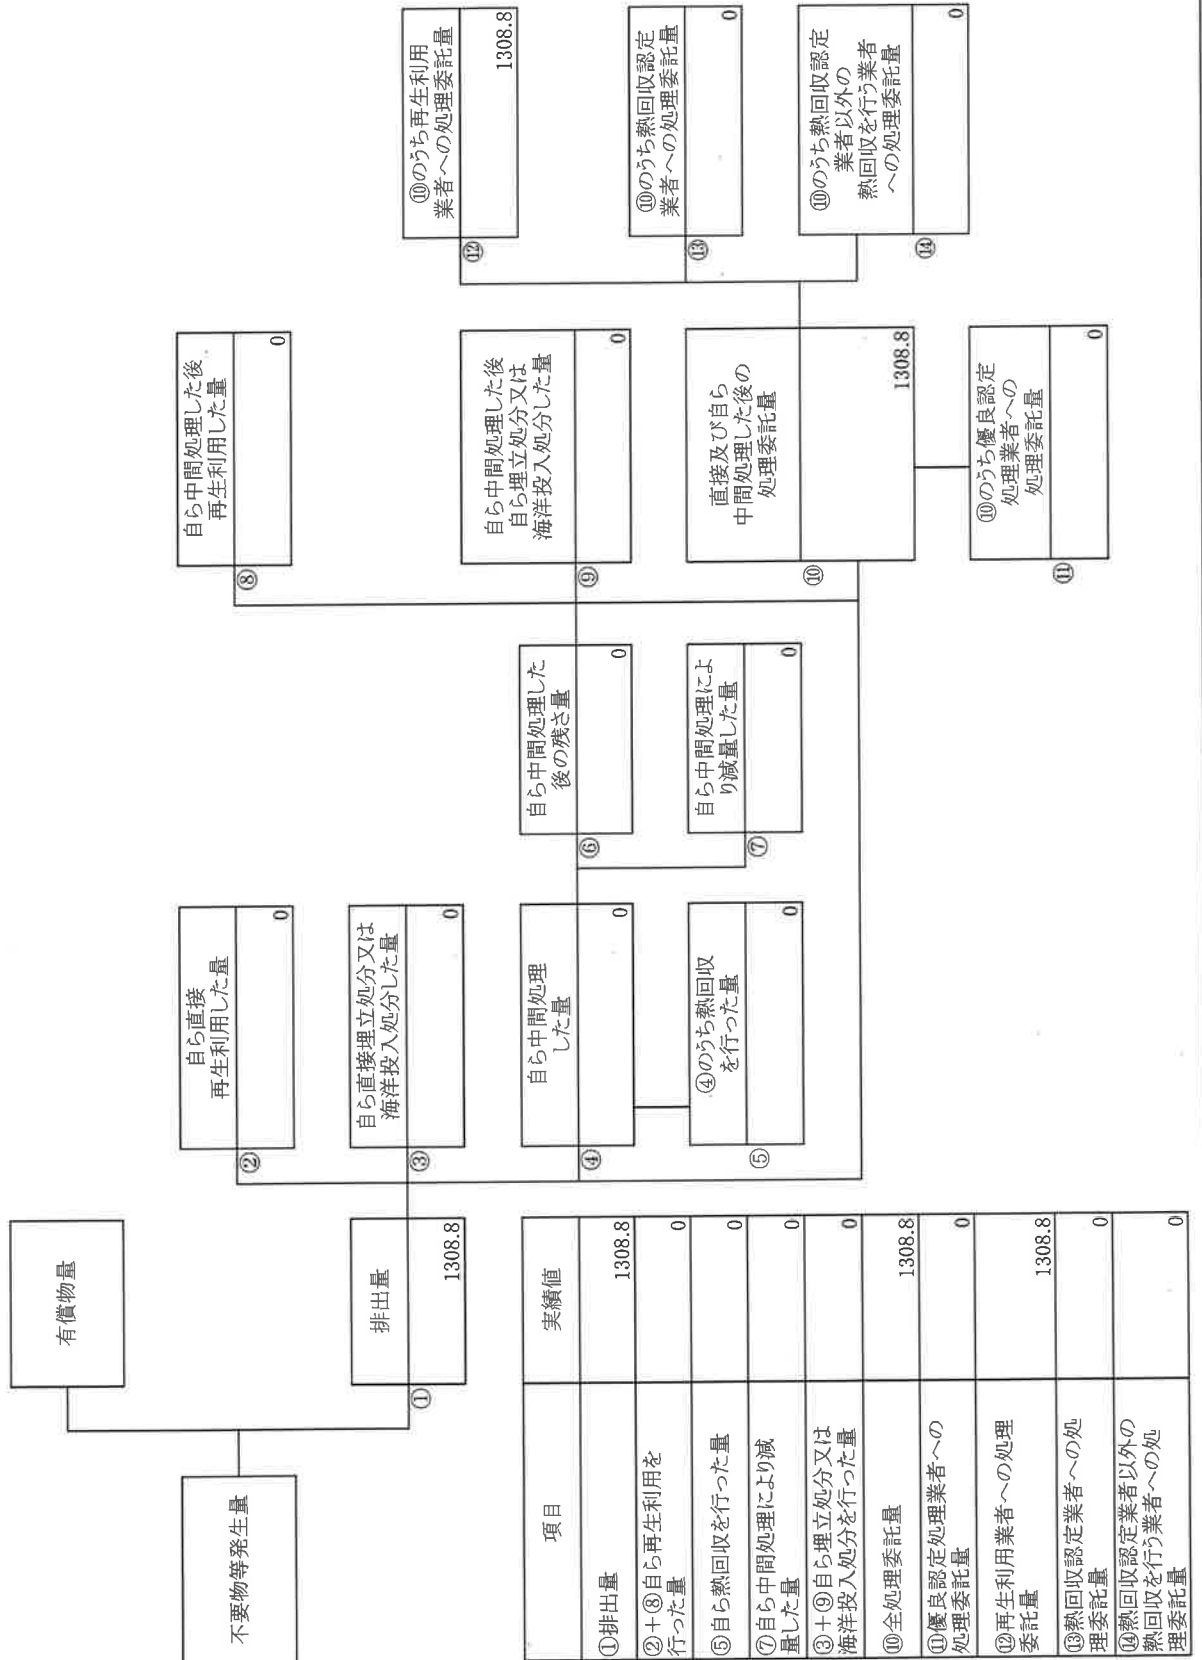 不要物等発生量
有償物量
①
排出量
1308.8
②
自ら直接
再生利用した量
0
③
自ら直接埋立処分又は
海洋投入処分した量
0
④
自ら中間処理
した量
0
⑤
④のうち熱回収
を行った量
0
⑥
自ら中間処理した
後の残さ量
0
⑦
自ら中間処理によ
り減量した量
0
⑧
自ら中間処理した後
再生利用した量
0
⑨
自ら中間処理した後
自ら埋立処分又は
海洋投入処分した量
0
⑩
直接及び自ら
中間処理した後の
処理委託量
1308.8
⑪
⑩のうち優良認定
処理業者への
処理委託量
0
⑫
⑩のうち再生利用
業者への処理委託量
1308.8
⑬
⑩のうち熱回収認定
業者への処理委託量
0
⑭
⑩のうち熱回収認定
業者以外の
熱回収を行う業者
への処理委託量
0
項目 実績値
①排出量 1308.8
②+⑧自ら再生利用を
行った量 0
⑤自ら熱回収を行った量 0
⑦自ら中間処理により減
量した量 0
③+⑨自ら埋立処分又は
海洋投入処分を行った量 0
⑩全処理委託量 1308.8
⑪優良認定処理業者への
処理委託量 0
⑫再生利用業者への処理
委託量 1308.8
⑬熱回収認定業者への処
理委託量 0
⑭熱回収認定業者以外の
熱回収を行う業者への処
理委託量 0